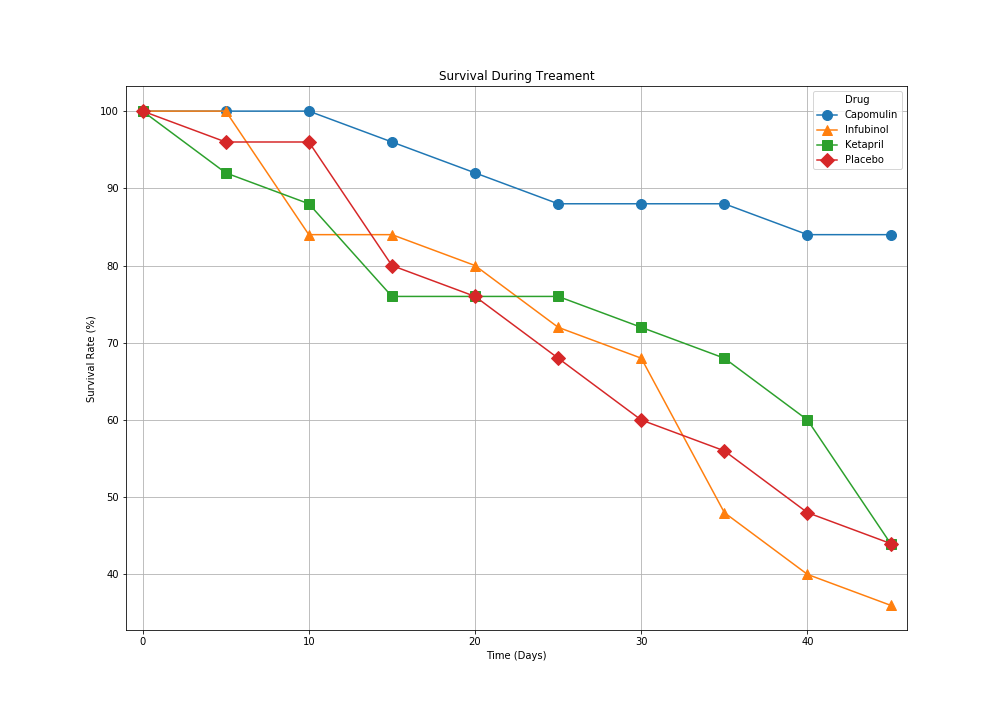 Survival During Treament
Drug
Capomulin
Infubinol
Ketapril
Placebo
Survival Rate (%)
100
90
80
70
60
50
40
0 10 20 30 40
Time (Days)